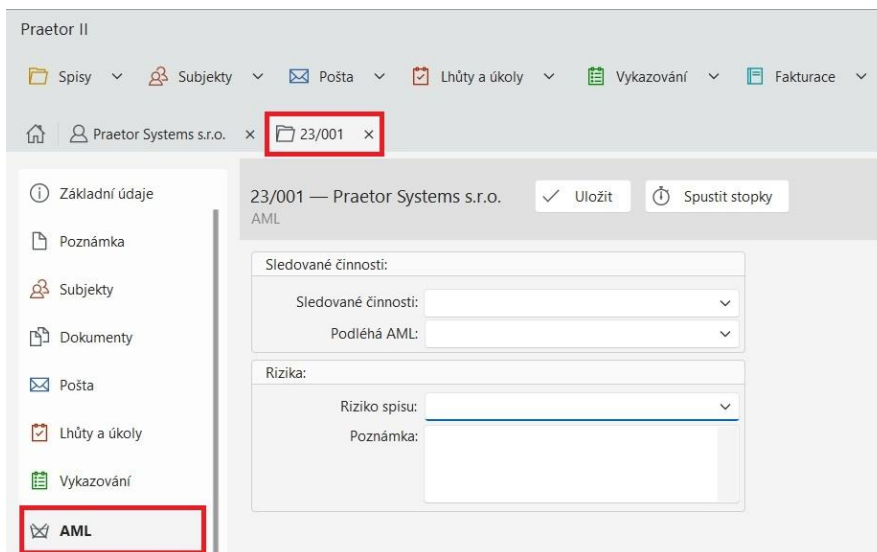 Praetor II
Spisy Subjekty Pošta Lhůty a úkoly Vykazování Fakturace
Praetor Systems s.r.o. 23/001
Základní údaje
Poznámka
Subjekty
Dokumenty
Pošta
Lhůty a úkoly
Vykazování
AML
23/001 — Praetor Systems s.r.o. Uložit Spustit stopky
AML
Sledované činnosti:
Sledované činnosti:
Podléhá AML:
Rizika:
Riziko spisu:
Poznámka: